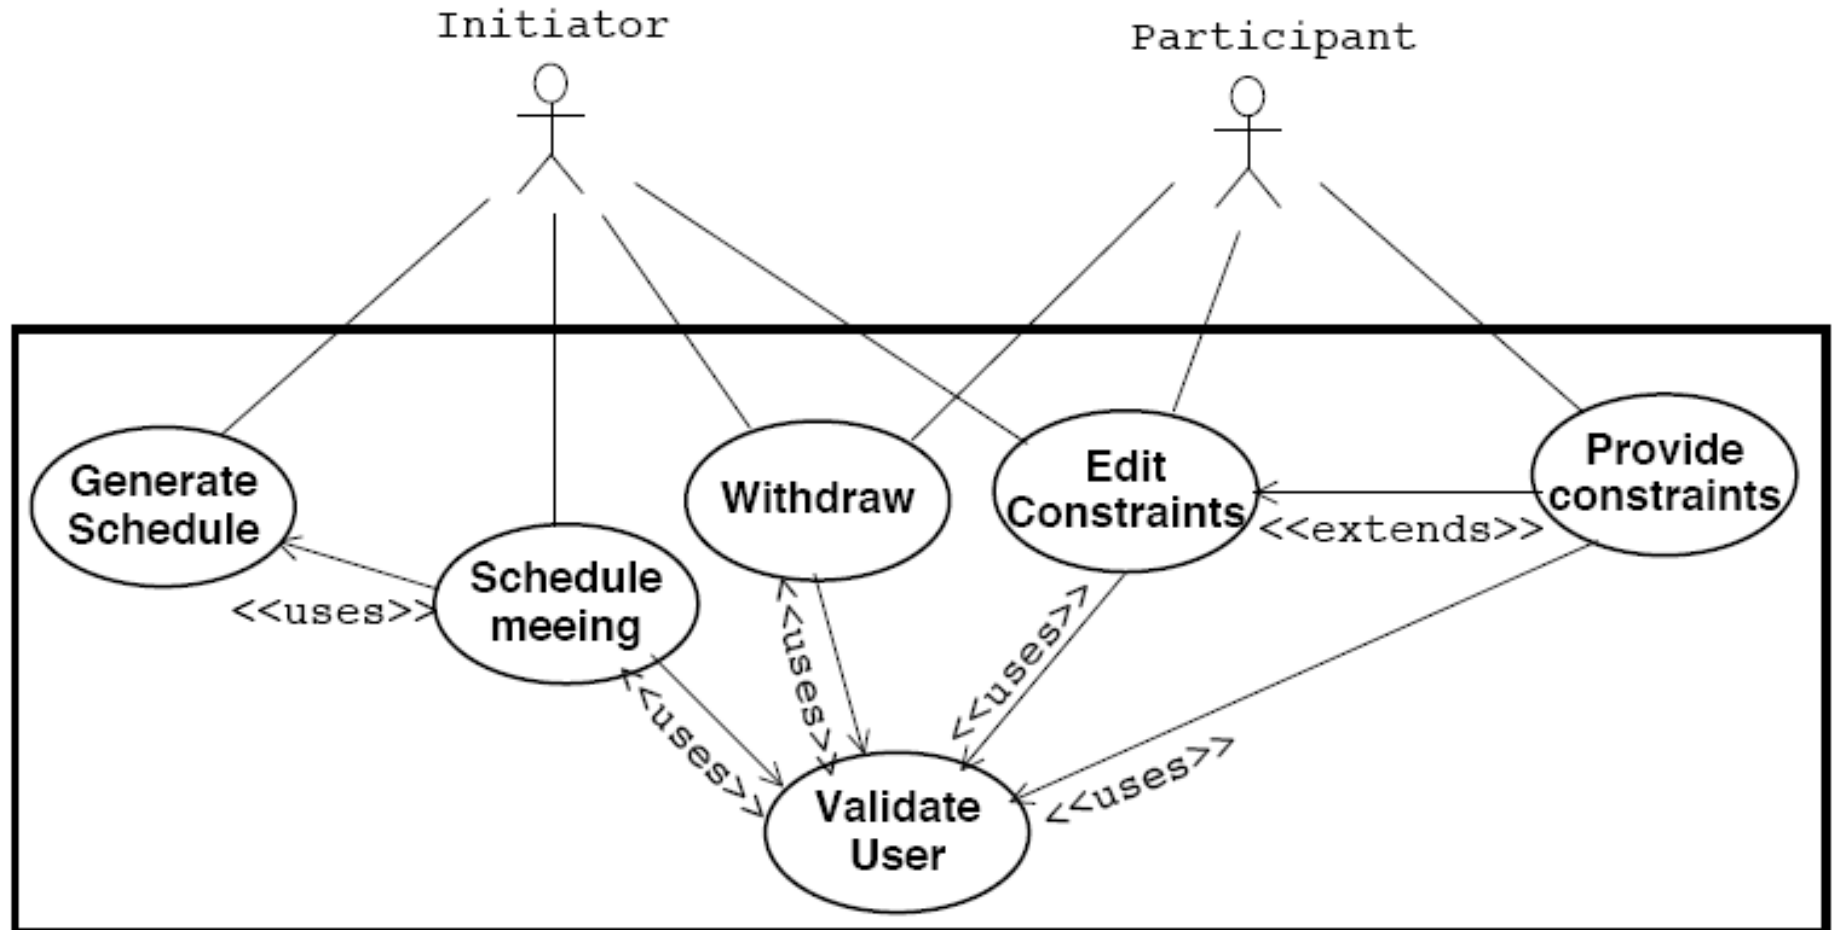 Initiator
Participant
Generate
Schedule
Schedule
meeing
Withdraw
Edit
Constraints
Provide
constraints
<<extends>>
<<uses>>
<<uses>>
<<uses>>
<<uses>>
<<uses>>
Validate
User